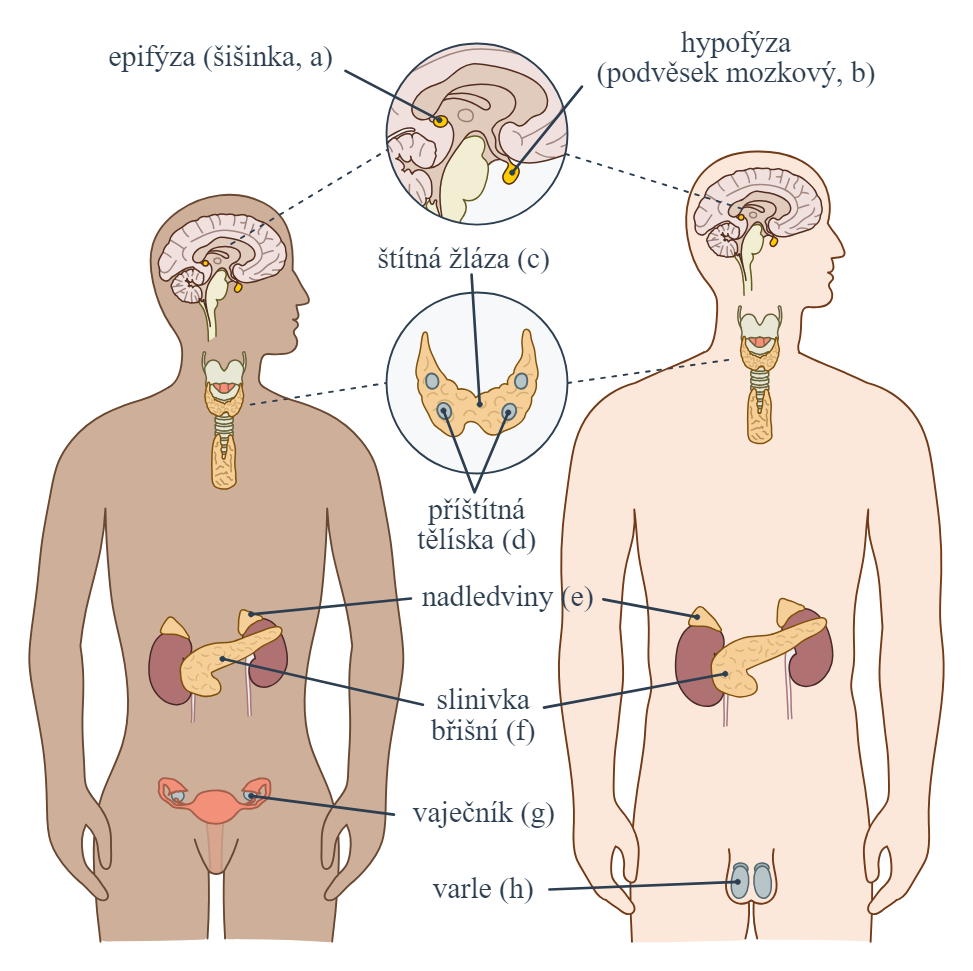 epifýza (šišinka, a)
hypofýza
(podvěsek mozkový, b)
štítná žláza (c)
příštítná
tělíska (d)
nadledviny (e)
slinivka
břišní (f)
vaječník (g)
varle (h)